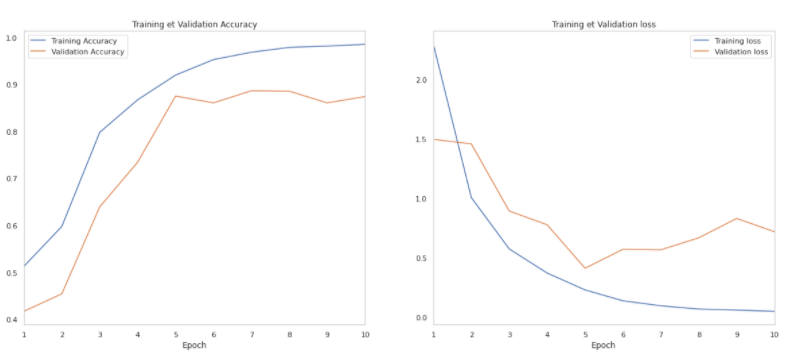 Training et Validation Accuracy
Training Accuracy
Validation Accuracy
1.0
0.9
0.8
0.7
0.6
0.5
0.4
1 2 3 4 5 6 7 8 9 10
Epoch
Training et Validation loss
Training loss
Validation loss
2.0
1.5
1.0
0.5
0.0
1 2 3 4 5 6 7 8 9 10
Epoch